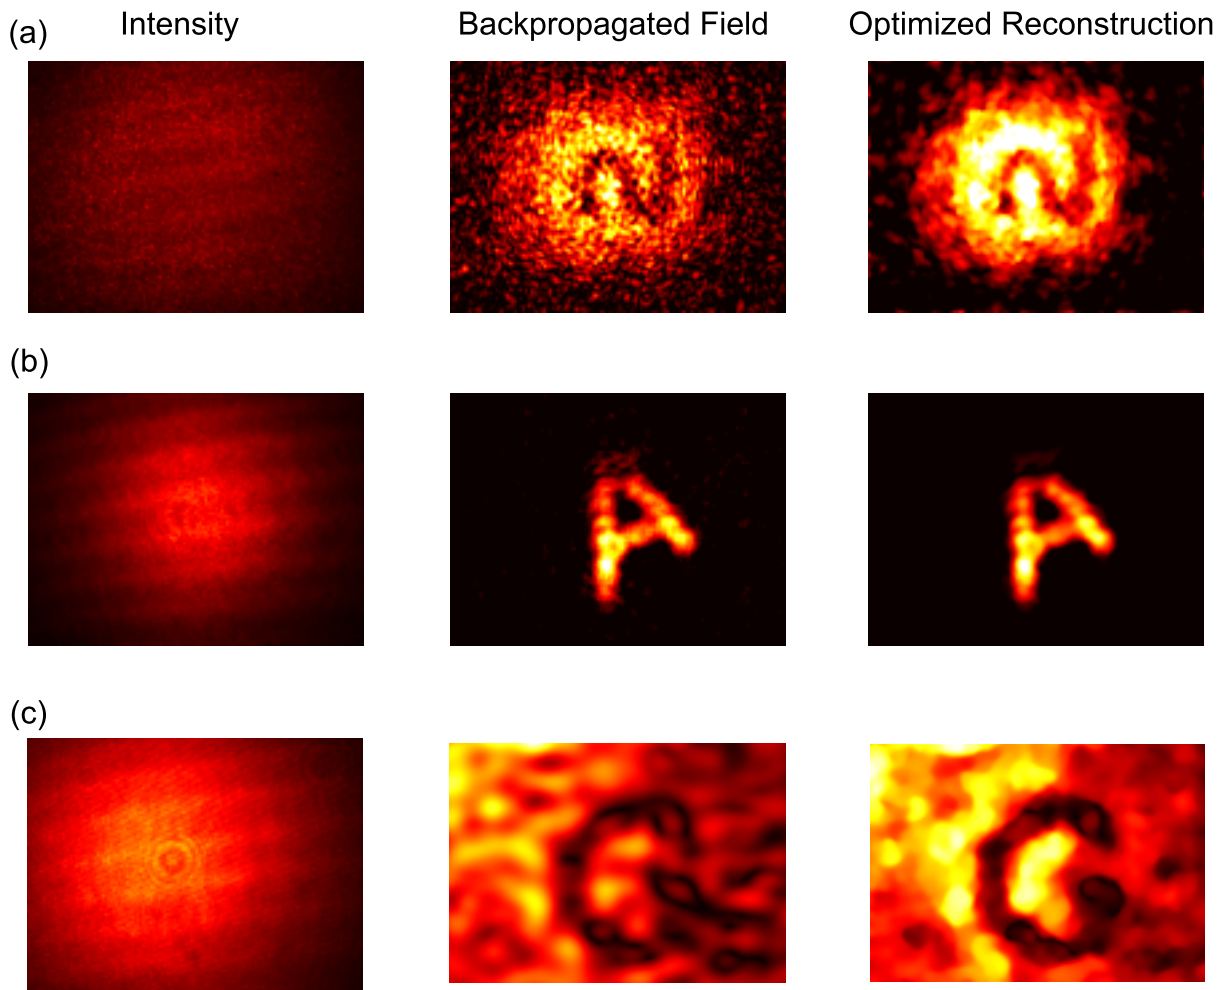 (a) Intensity Backpropagated Field Optimized Reconstruction
(b)
A
(c)
G